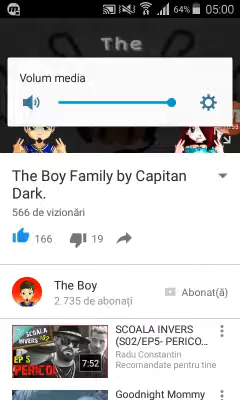 64% 05:00
The
Volum media
The Boy Family by Capitan
Dark.
566 de vizionări
166 19
The Boy
2.735 de abonați
Abonat(ă)
SCOALA INVERS
EP 5
PERICOL
7:52
SCOALA INVERS
(S02/EP5- PERICO...
Radu Constantin
Recomandate pentru tine
Goodnight Mommy